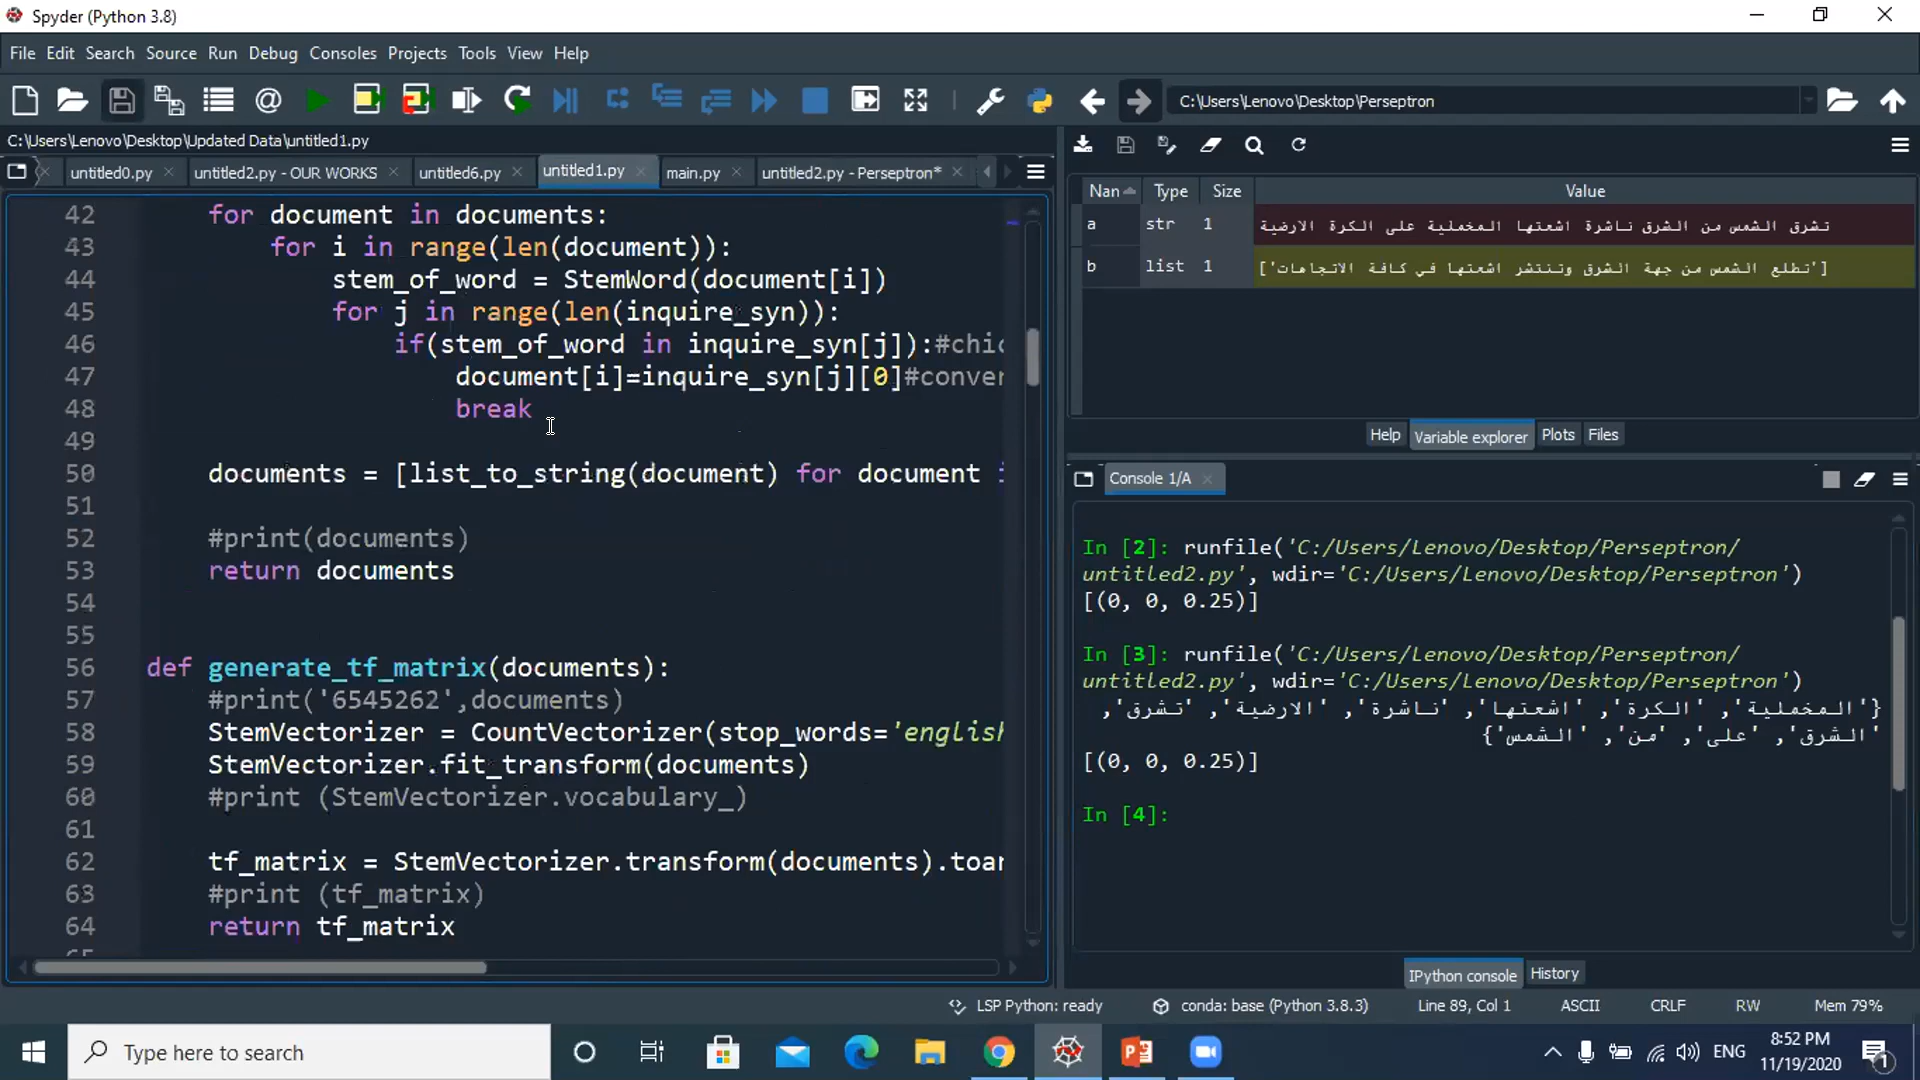 Spyder (Python 3.8)
File Edit Search Source Run Debug Consoles Projects Tools View Help
C:\Users\Lenovo\Desktop\Perseptron
C:\Users\Lenovo\Desktop\Updated Data\untitled1.py
untitled0.py untitled2.py - OUR WORKS untitled6.py untitled1.py main.py untitled2.py - Perseptron*
42 for document in documents:
43 for i in range(len(document)):
44 stem_of_word = StemWord(document[i])
45 for j in range(len(inquire_syn)):
46 if(stem_of_word in inquire_syn[j]):#chic
47 document[i]=inquire_syn[j][0]#conver
48 break
49
50 documents = [list_to_string(document) for document i
51
52 #print(documents)
53 return documents
54
55
56 def generate_tf_matrix(documents):
57 #print('6545262',documents)
58 StemVectorizer = CountVectorizer(stop_words='english
59 StemVectorizer.fit_transform(documents)
60 #print (StemVectorizer.vocabulary_)
61
62 tf_matrix = StemVectorizer.transform(documents).toar
63 #print (tf_matrix)
64 return tf_matrix
65
Nan Type Size Value
a str 1 تشرق الشمس من الشرق ناشرة اشعتها المخملية على الكرة الارضية
b list 1 ['تطلع الشمس من جهة الشرق وتنتشر اشعتها في كافة الاتجاهات']
Help Variable explorer Plots Files
Console 1/A
In [2]: runfile('C:/Users/Lenovo/Desktop/Perseptron/
untitled2.py', wdir='C:/Users/Lenovo/Desktop/Perseptron')
[(0, 0, 0.25)]
In [3]: runfile('C:/Users/Lenovo/Desktop/Perseptron/
untitled2.py', wdir='C:/Users/Lenovo/Desktop/Perseptron')
{'المخملية', 'الكرة', 'اشعتها', 'ناشرة', 'الارضية', 'تشرق',
'الشرق', 'على', 'من', 'الشمس'}
[(0, 0, 0.25)]
In [4]:
IPython console History
LSP Python: ready conda: base (Python 3.8.3) Line 89, Col 1 ASCII CRLF RW Mem 79%
Type here to search
ENG
8:52 PM
11/19/2020
1